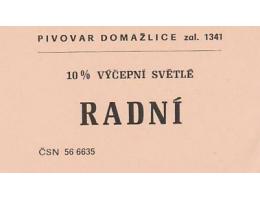 PIVOVAR DOMAŽLICE zal. 1341
10% VÝČEPNÍ SVĚTLÉ
RADNÍ
ČSN 56 6635